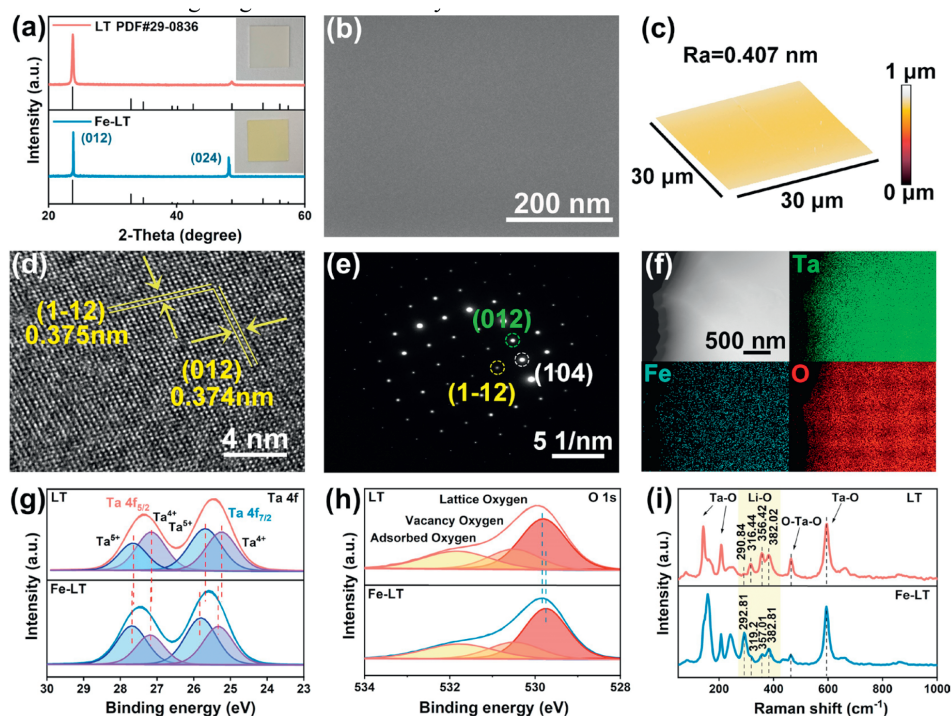 (a)
LT PDF#29-0836
Fe-LT
(012)
(024)
Intensity (a.u.)
20 30 40 50 60
2-Theta (degree)
(b)
200 nm
(c)
Ra=0.407 nm
1 μm
0 μm
30 μm
30 μm
(d)
(1-12)
0.375nm
(012)
0.374nm
4 nm
(e)
(012)
(104)
(1-12)
5 1/nm
(f)
Ta
500 nm
Fe
O
(g)
LT
Ta 4f5/2
Ta 4f
Ta5+
Ta4+
Ta5+
Ta 4f7/2
Ta4+
Fe-LT
Intensity (a.u.)
30 29 28 27 26 25 24 23
Binding energy (eV)
(h)
LT
O 1s
Lattice Oxygen
Vacancy Oxygen
Adsorbed Oxygen
Fe-LT
Intensity (a.u.)
534 532 530 528
Binding energy (eV)
(i)
Ta-O
Li-O
Ta-O
LT
290.84
316.44
356.42
382.02
O-Ta-O
Fe-LT
292.81
319.2
357.01
382.81
Intensity (a.u.)
200 400 600 800 1000
Raman shift (cm-1)